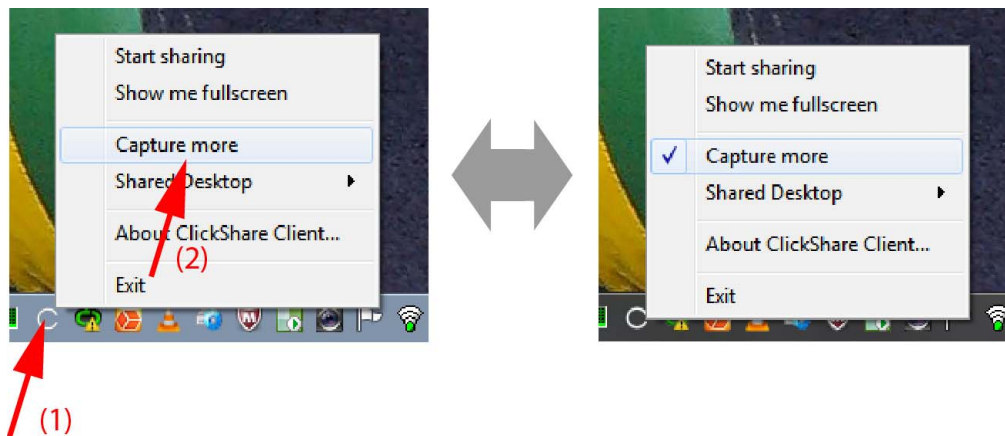 Start sharing
Show me fullscreen
Capture more
Shared Desktop
About ClickShare Client...
(2)
Exit
(1)
Start sharing
Show me fullscreen
Capture more
Shared Desktop
About ClickShare Client...
Exit